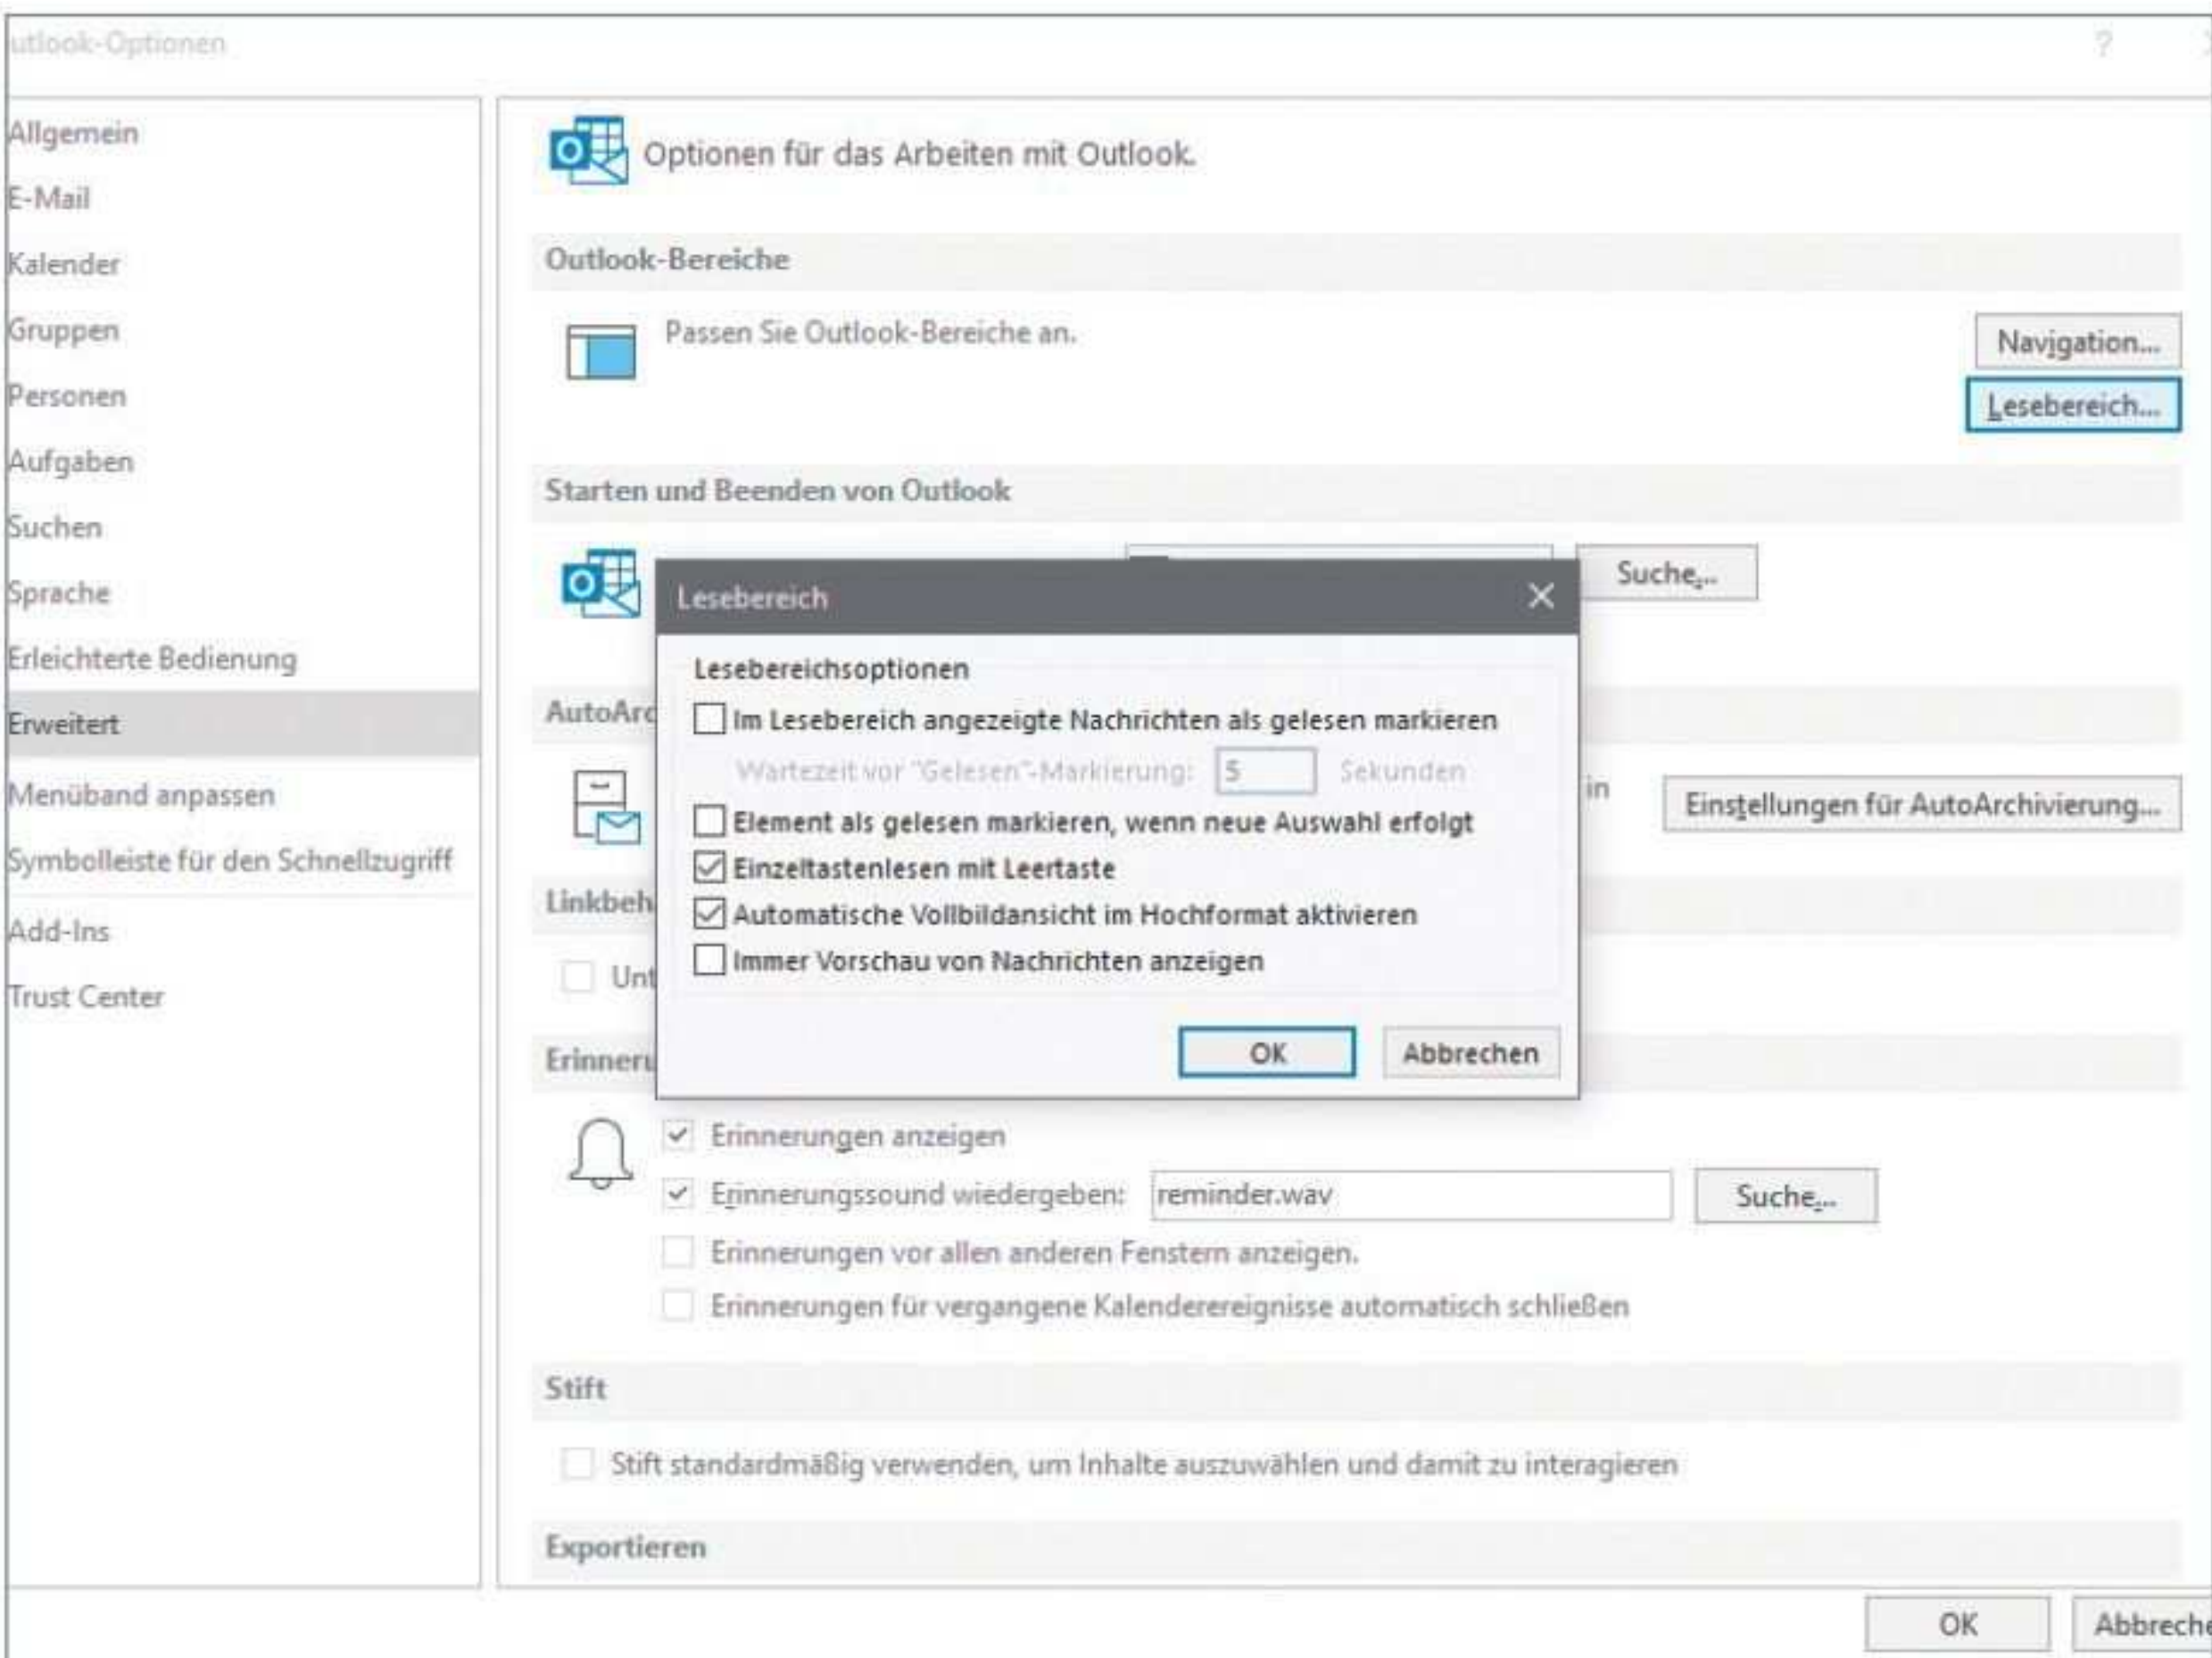 utlook-Optionen
?
Allgemein
E-Mail
Kalender
Gruppen
Personen
Aufgaben
Suchen
Sprache
Erleichterte Bedienung
Erweitert
Menüband anpassen
Symbolleiste für den Schnellzugriff
Add-Ins
Trust Center
Optionen für das Arbeiten mit Outlook.
Outlook-Bereiche
Passen Sie Outlook-Bereiche an.
Navigation...
Lesebereich...
Starten und Beenden von Outlook
Suche...
AutoArc
in
Einstellungen für AutoArchivierung...
Linkbeh
Unt
Erinneru
Lesebereich
Lesebereichsoptionen
Im Lesebereich angezeigte Nachrichten als gelesen markieren
Wartezeit vor "Gelesen"-Markierung: 5 Sekunden
Element als gelesen markieren, wenn neue Auswahl erfolgt
Einzeltastenlesen mit Leertaste
Automatische Vollbildansicht im Hochformat aktivieren
Immer Vorschau von Nachrichten anzeigen
OK Abbrechen
Erinnerungen anzeigen
Erinnerungssound wiedergeben: reminder.wav Suche...
Erinnerungen vor allen anderen Fenstern anzeigen.
Erinnerungen für vergangene Kalenderereignisse automatisch schließen
Stift
Stift standardmäßig verwenden, um Inhalte auszuwählen und damit zu interagieren
Exportieren
OK Abbreche